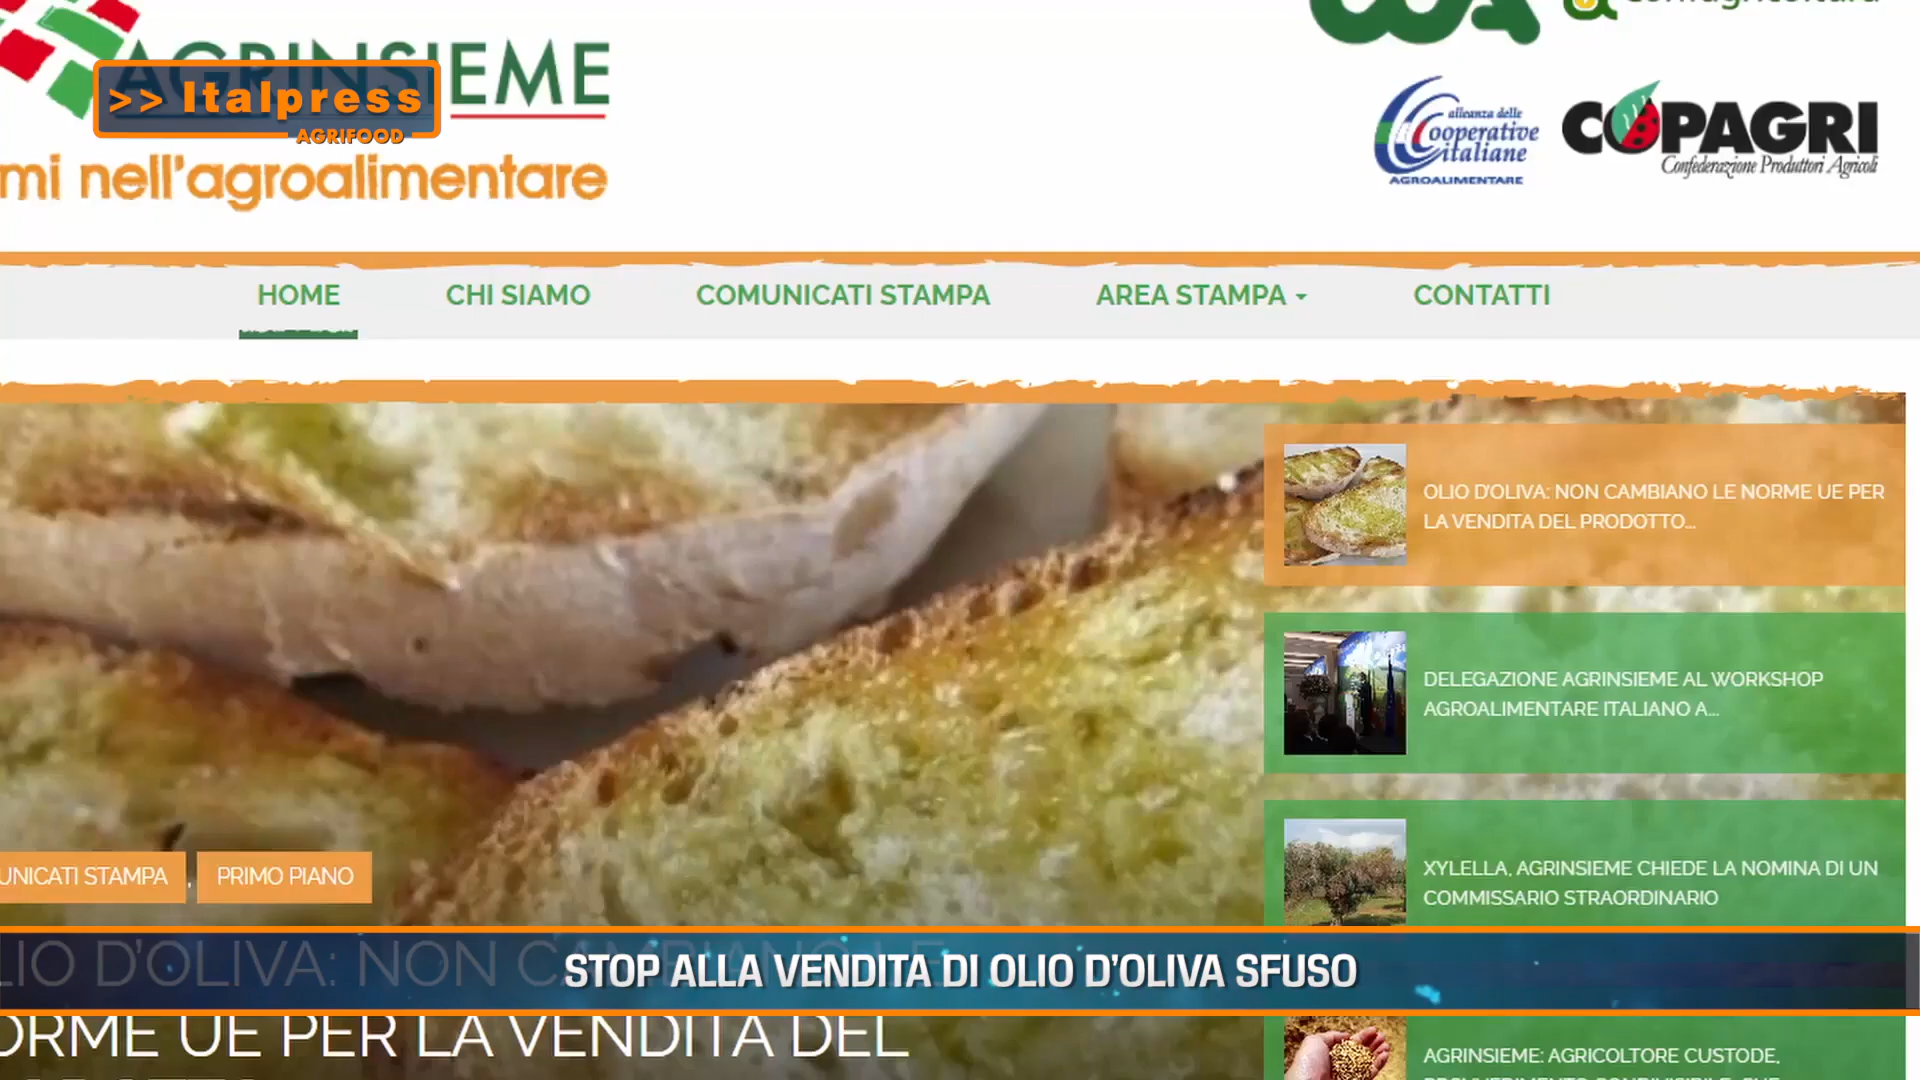 AGRINSIEME
>> Italpress
AGRIFOOD
mi nell'agroalimentare
alleanza delle
Cooperative
italiane
AGROALIMENTARE
COPAGRI
Confederazione Produttori Agricoli
HOME
CHI SIAMO
COMUNICATI STAMPA
AREA STAMPA
CONTATTI
OLIO D'OLIVA: NON CAMBIANO LE NORME UE PER
LA VENDITA DEL PRODOTTO...
DELEGAZIONE AGRINSIEME AL WORKSHOP
AGROALIMENTARE ITALIANO A...
XYLELLA, AGRINSIEME CHIEDE LA NOMINA DI UN
COMMISSARIO STRAORDINARIO
UNICATI STAMPA
,
PRIMO PIANO
LIO D'OLIVA: NON CAMBIANO LE
STOP ALLA VENDITA DI OLIO D'OLIVA SFUSO
ORME UE PER LA VENDITA DEL
AGRINSIEME: AGRICOLTORE CUSTODE,